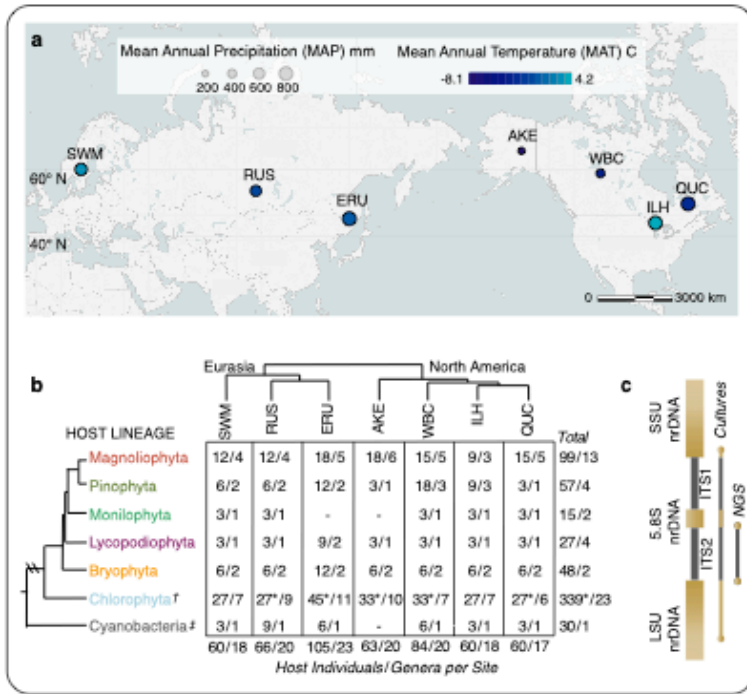 a
Mean Annual Precipitation (MAP) mm
200 400 600 800
Mean Annual Temperature (MAT) C
-8.1 4.2
SWM
RUS
ERU
AKE
WBC
ILH
QUC
60° N
40° N
0 3000 km
b
Eurasia North America
HOST LINEAGE SWM RUS ERU AKE WBC ILH QUC Total
Magnoliophyta 12/4 12/4 18/5 18/6 15/5 9/3 15/5 99/13
Pinophyta 6/2 6/2 12/2 3/1 18/3 9/3 3/1 57/4
Monilophyta 3/1 3/1 - - 3/1 3/1 3/1 15/2
Lycopodiophyta 3/1 3/1 9/2 3/1 3/1 3/1 3/1 27/4
Bryophyta 6/2 6/2 12/2 6/2 6/2 6/2 6/2 48/2
Chlorophyta† 27/7 27*/9 45*/11 33*/10 33*/7 27/7 27*/6 339*/23
Cyanobacteria‡ 3/1 9/1 6/1 - 6/1 3/1 3/1 30/1
60/18 66/20 105/23 63/20 84/20 60/18 60/17
Host Individuals/Genera per Site
c
SSU nrDNA
5.8S nrDNA
LSU nrDNA
ITS1
ITS2
Cultures
NGS